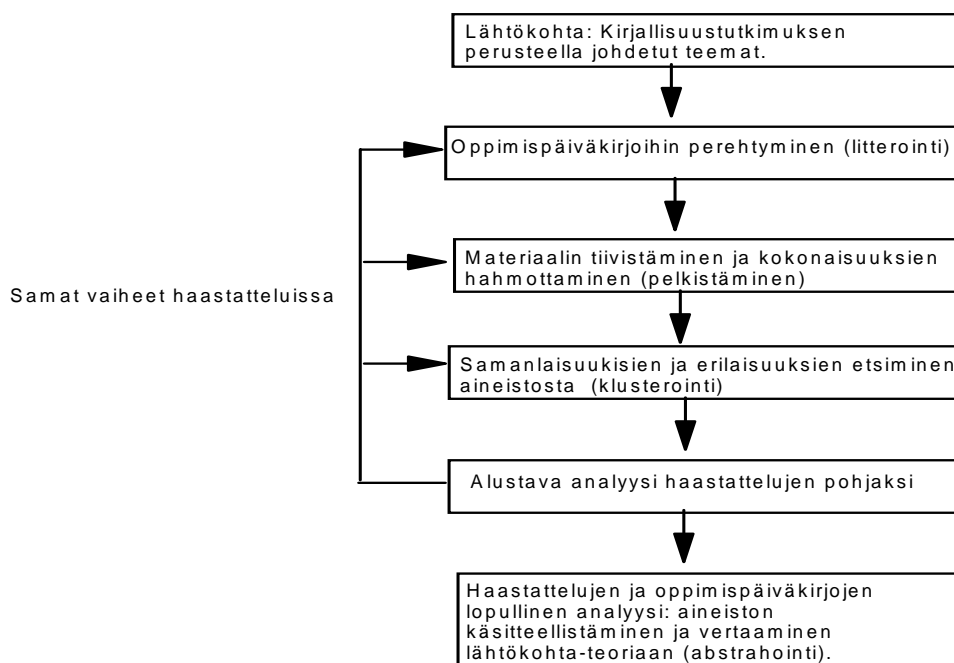 Lähtökohta: Kirjallisuustutkimuksen
perusteella johdetut teemat.
Oppimispäiväkirjoihin perehtyminen (litterointi)
Materiaalin tiivistäminen ja kokonaisuuksien
hahmottaminen (pelkistäminen)
Samat vaiheet haastatteluissa
Samanlaisuukisien ja erilaisuuksien etsiminen
aineistosta (klusterointi)
Alustava analyysi haastattelujen pohjaksi
Haastattelujen ja oppimispäiväkirjojen
lopullinen analyysi: aineiston
käsitteellistäminen ja vertaaminen
lähtökohta-teoriaan (abstrahointi).